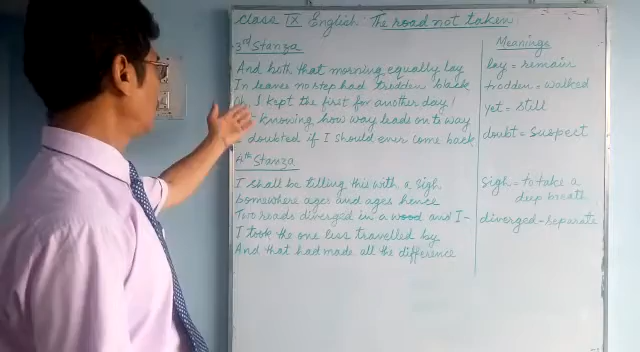 Class IX English The road not taken
3rd Stanza
And both that morning equally lay
In leaves no step had trodden black
Oh, I kept the first for another day!
knowing how way leads on to way
I doubted if I should ever come back
4th Stanza
I shall be telling this with a sigh
Somewhere ages and ages hence
Two roads diverged in a wood and I-
I took the one less travelled by
And that had made all the difference
Meanings
lay = remain
trodden = walked
yet = still
doubt = suspect
sigh = to take a
deep breath
diverged - separate